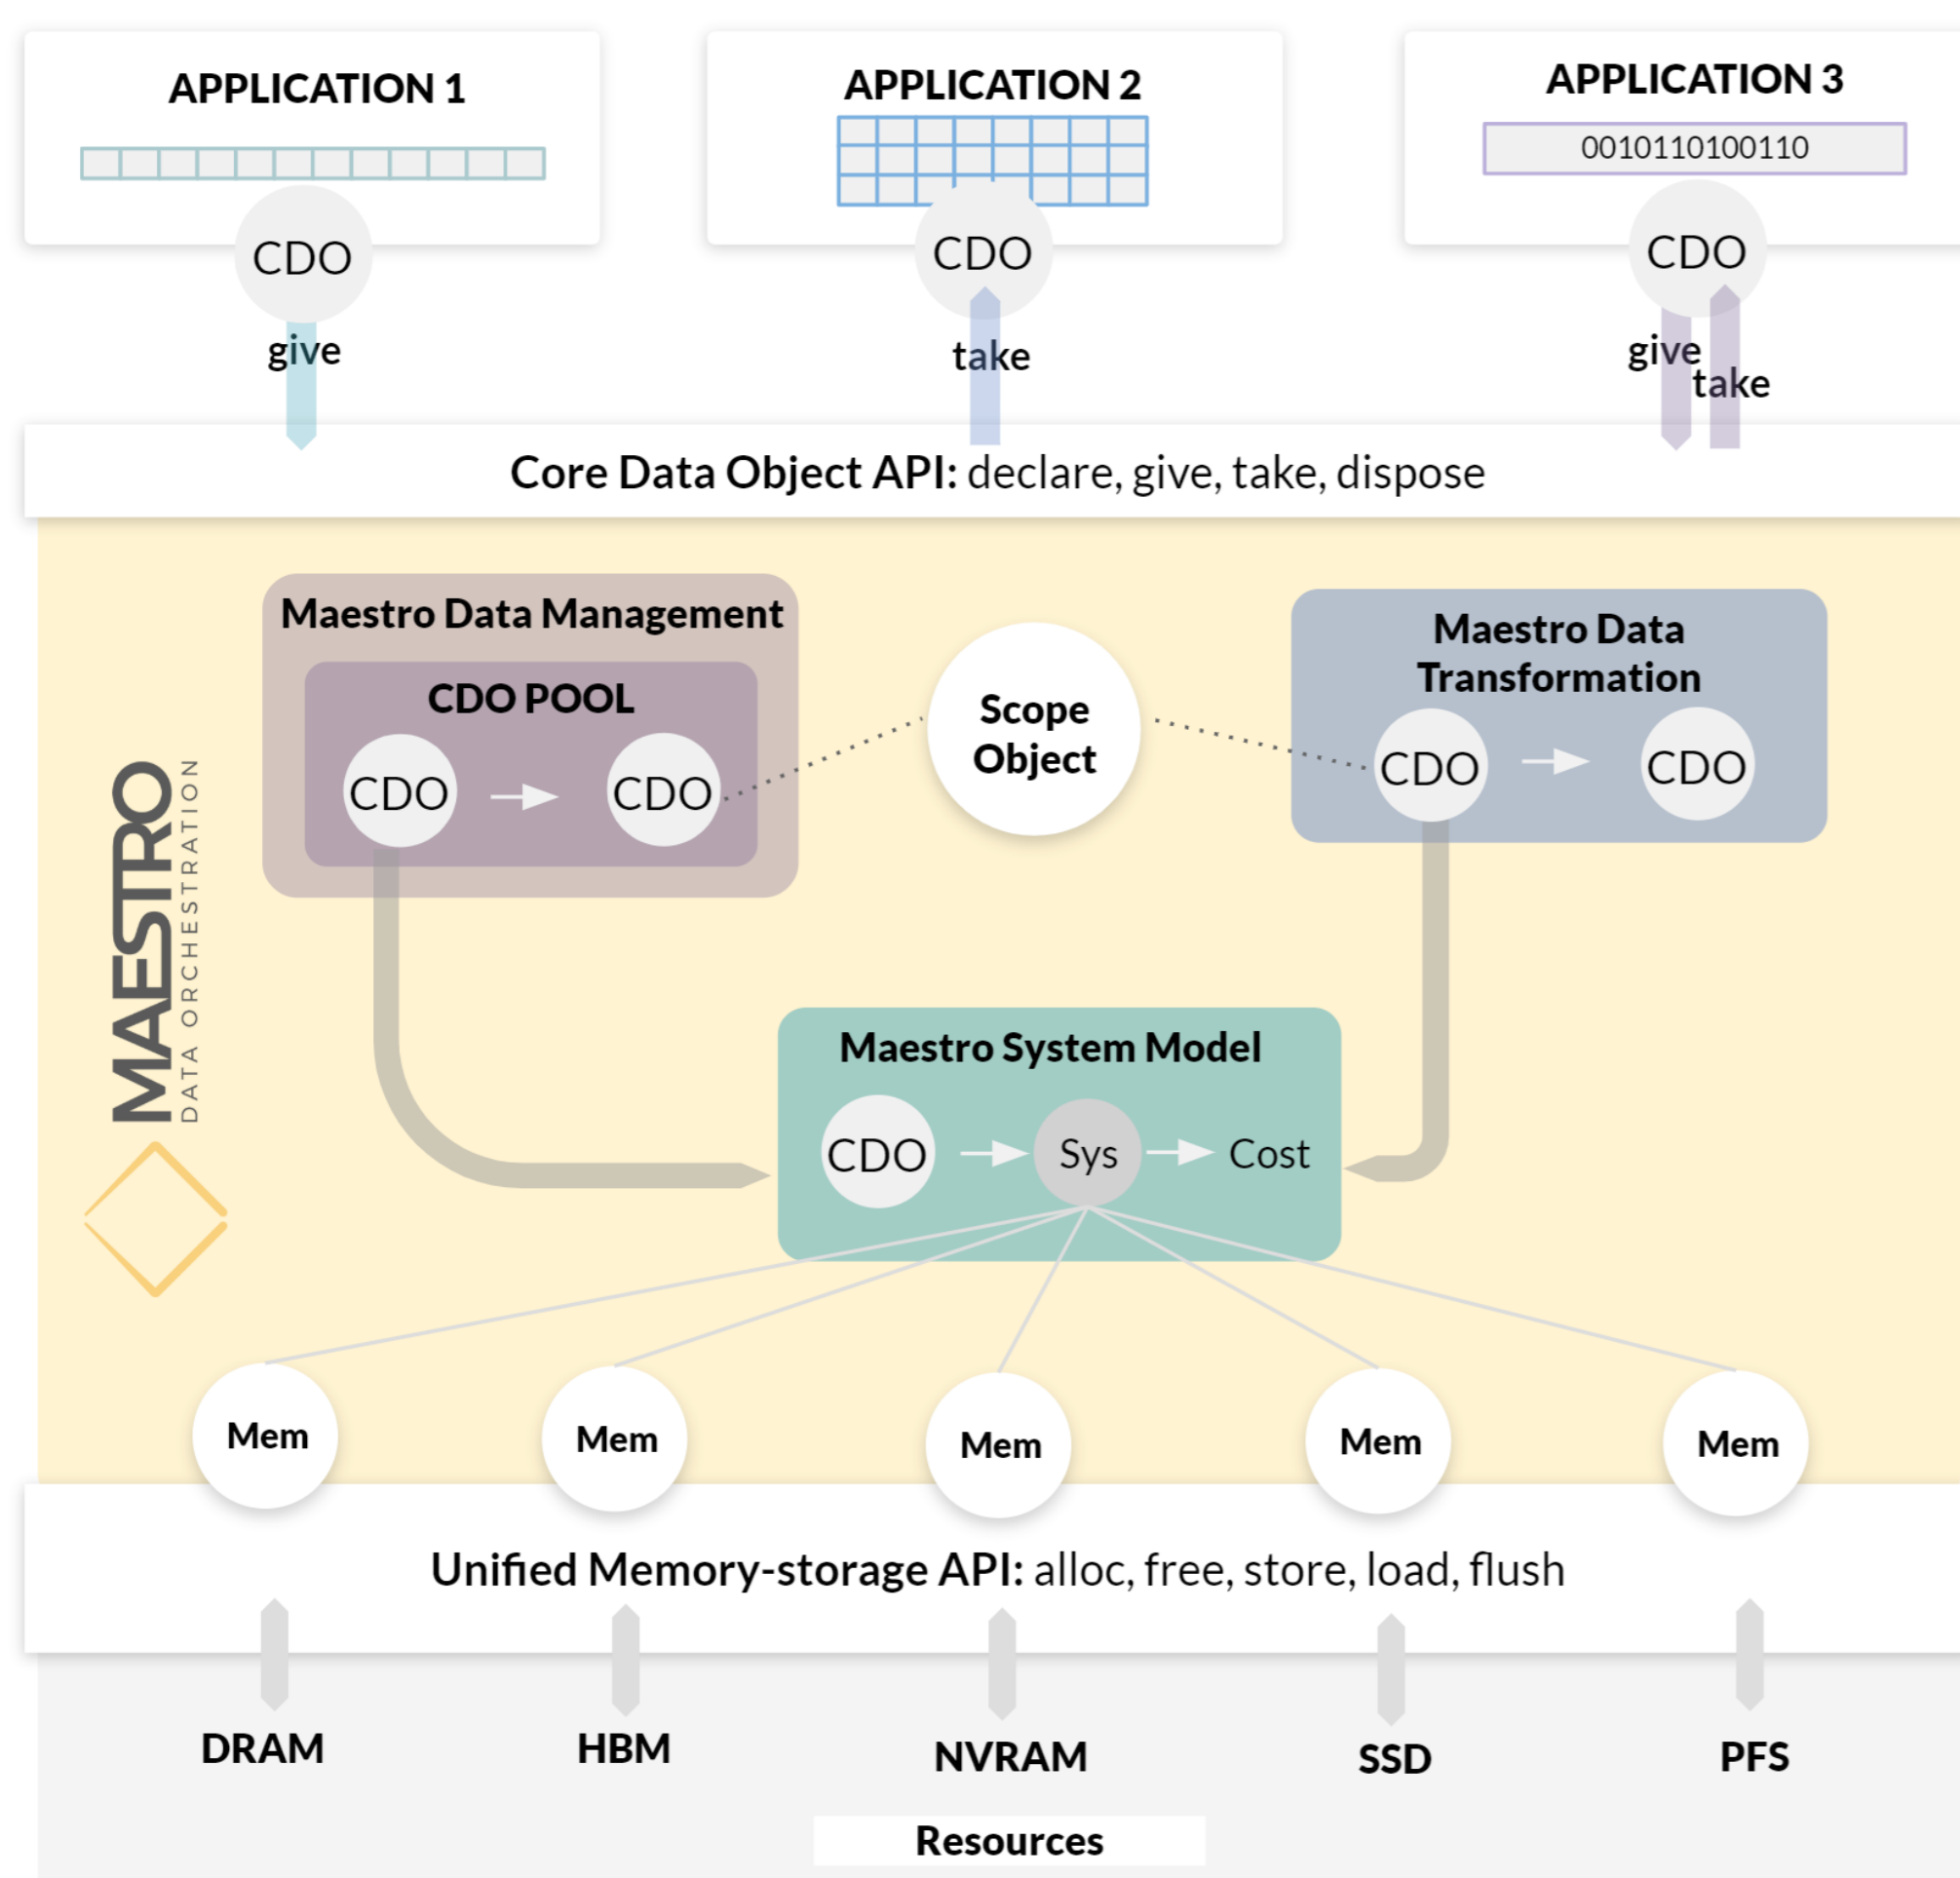 APPLICATION 1
APPLICATION 2
APPLICATION 3
0010110100110
CDO
CDO
CDO
give
take
give
take
Core Data Object API: declare, give, take, dispose
Maestro Data Management
CDO POOL
CDO
CDO
Scope
Object
Maestro Data
Transformation
CDO
CDO
MAESTRO
DATA ORCHESTRATION
Maestro System Model
CDO
Sys
Cost
Mem
Mem
Mem
Mem
Mem
Unified Memory-storage API: alloc, free, store, load, flush
DRAM
HBM
NVRAM
SSD
PFS
Resources